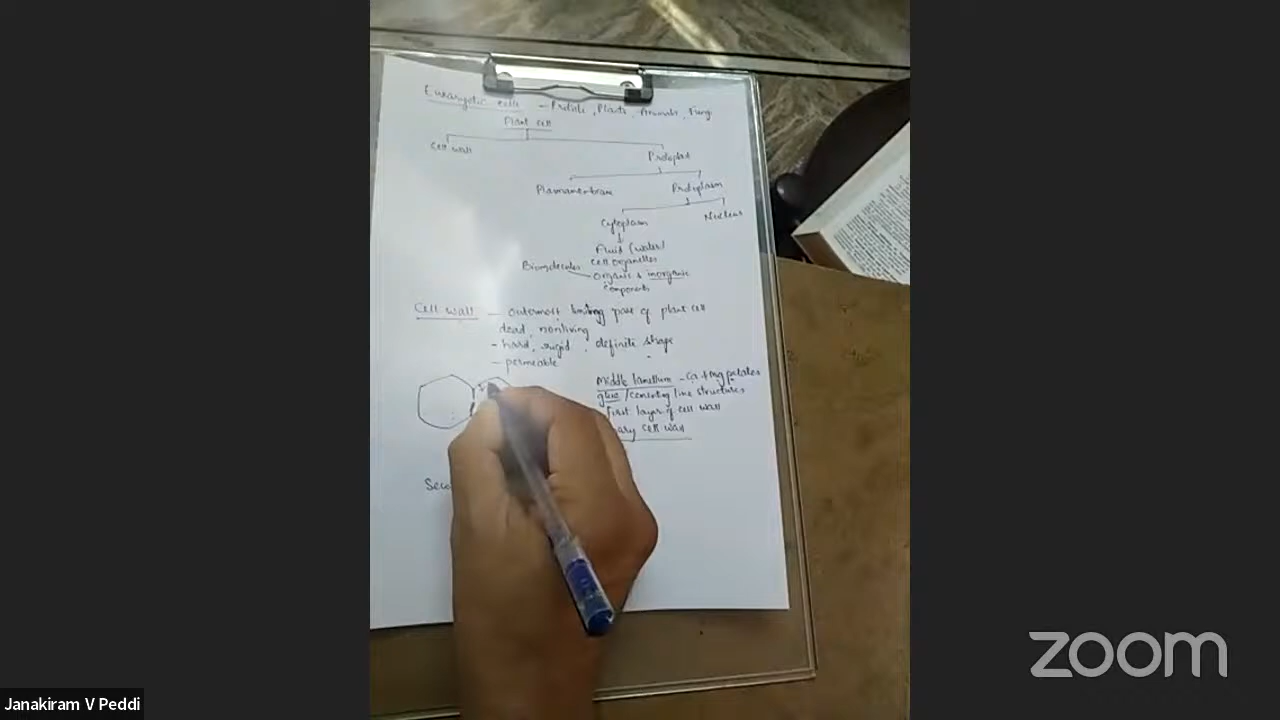 Eukaryotic cells - Protists, Plants, Animals, Fungi
Plant cell
Cell wall
Protoplast
Plasmamembrane
Protoplasm
Cytoplasm
Nucleus
Fluid (water)
cell organelles
Biomolecules
organic & inorganic
components
Cell wall - outermost limiting part of plant cell
dead, nonliving
- hard, rigid, definite shape
- permeable
Middle lamellum - Ca + Mg pectates
glue / cementing line structures
First layer of cell wall
ary cell wall
Seco
Janakiram V Peddi
zoom